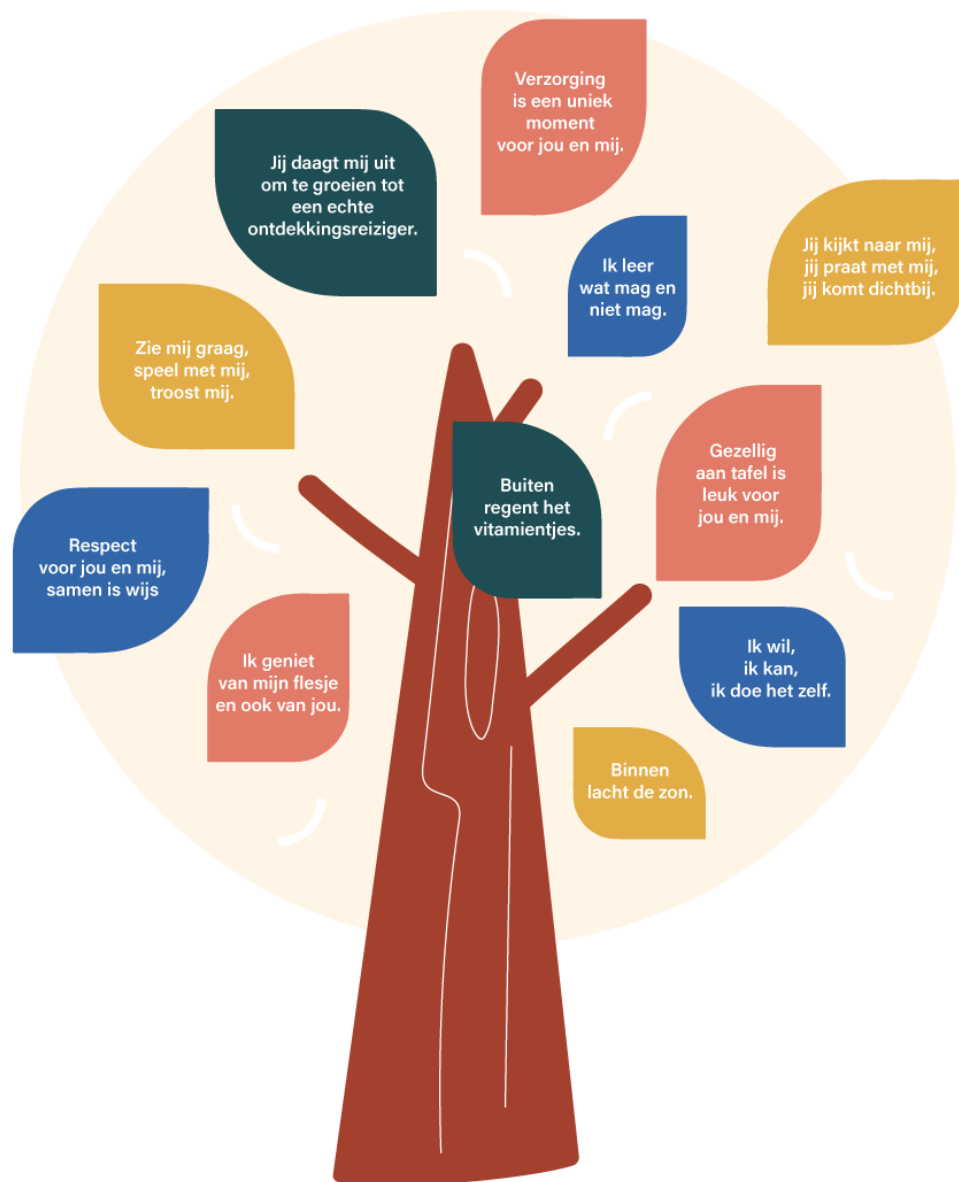 Verzorging
is een uniek
moment
voor jou en mij.
Jij daagt mij uit
om te groeien tot
een echte
ontdekkingsreiziger.
Ik leer
wat mag en
niet mag.
Jij kijkt naar mij,
jij praat met mij,
jij komt dichtbij.
Zie mij graag,
speel met mij,
troost mij.
Buiten
regent het
vitamientjes.
Gezellig
aan tafel is
leuk voor
jou en mij.
Respect
voor jou en mij,
samen is wijs
Ik geniet
van mijn flesje
en ook van jou.
Ik wil,
ik kan,
ik doe het zelf.
Binnen
lacht de zon.